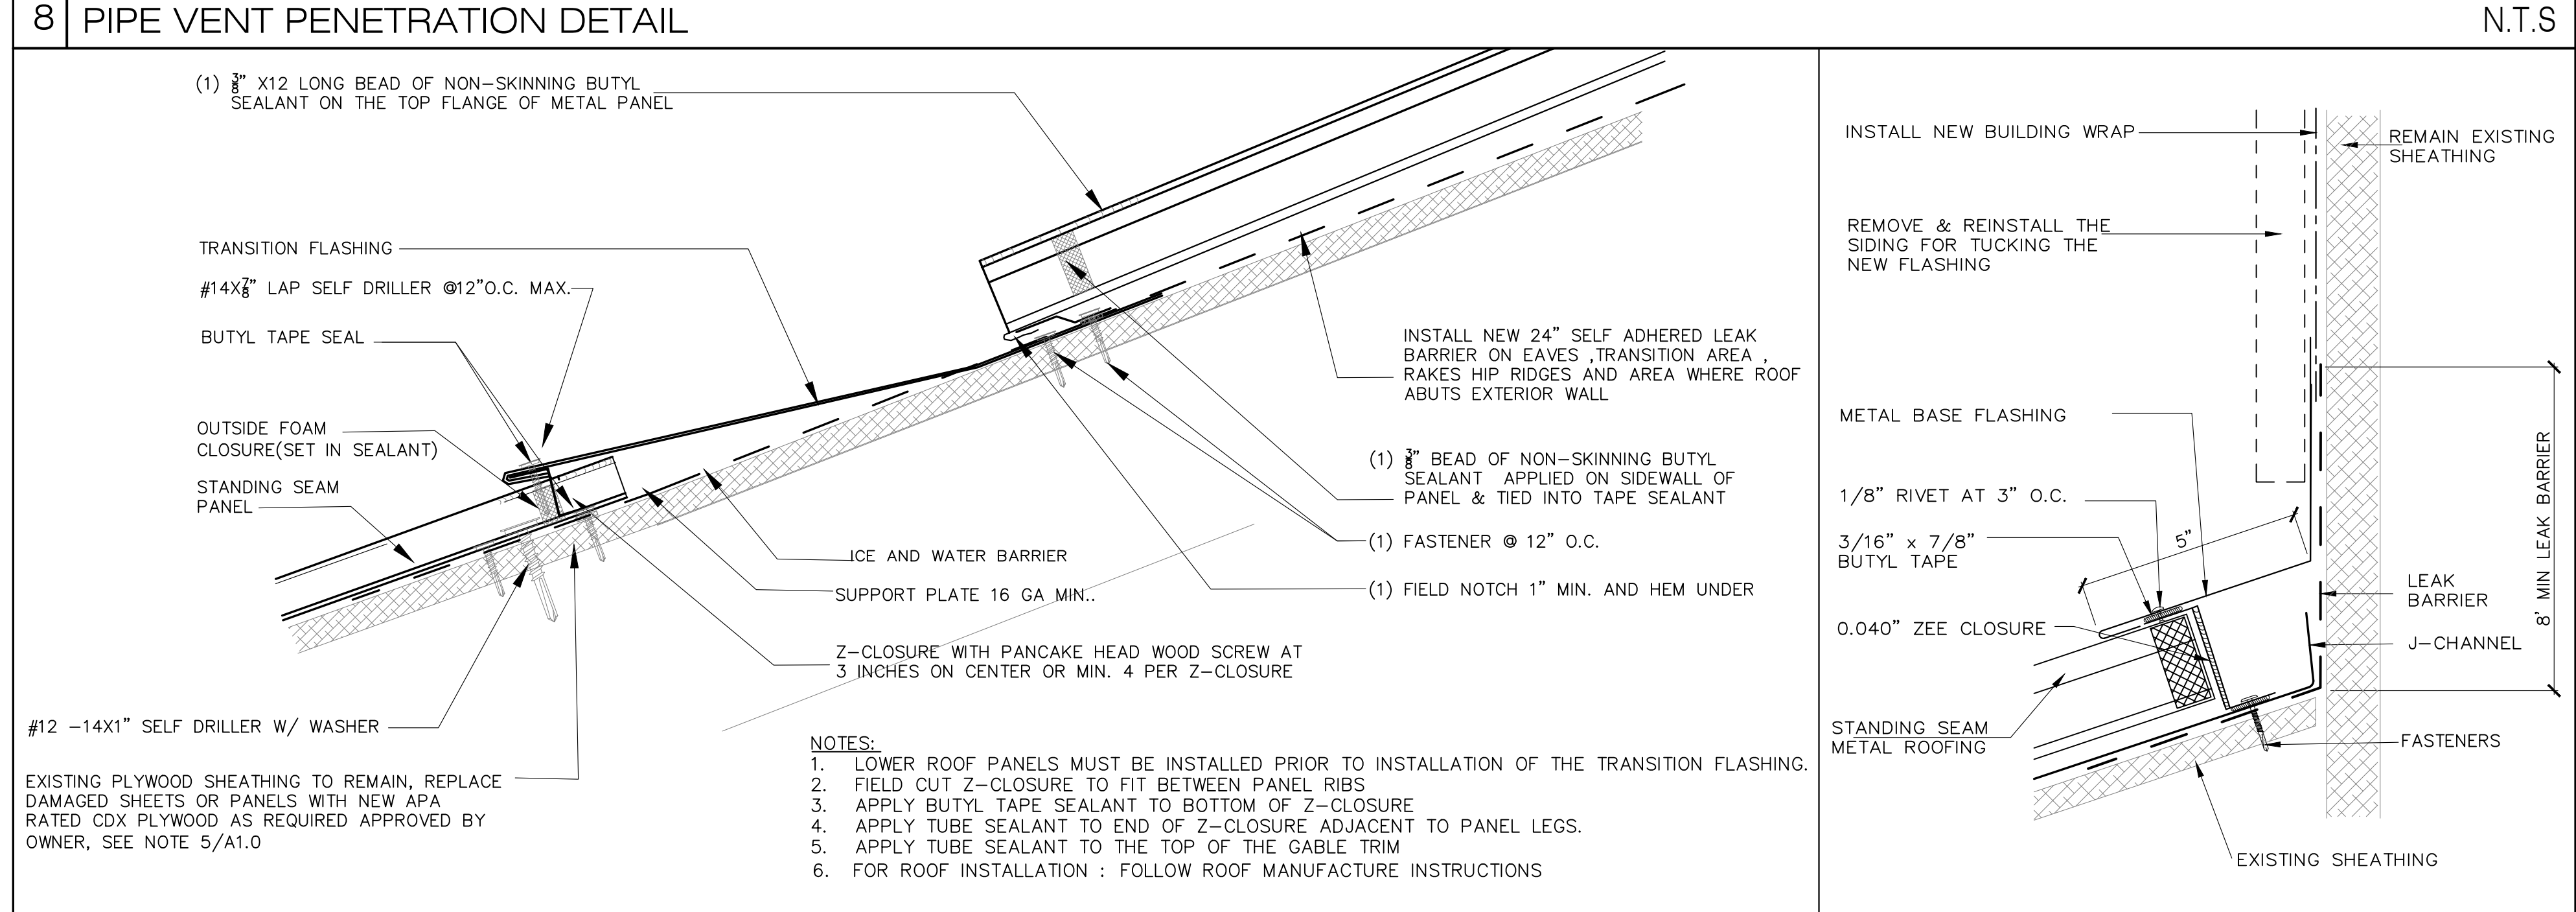 8 PIPE VENT PENETRATION DETAIL N.T.S
(1) 3/8" X12 LONG BEAD OF NON-SKINNING BUTYL
SEALANT ON THE TOP FLANGE OF METAL PANEL
TRANSITION FLASHING
#14X7/8" LAP SELF DRILLER @12"O.C. MAX.
BUTYL TAPE SEAL
OUTSIDE FOAM
CLOSURE(SET IN SEALANT)
STANDING SEAM
PANEL
#12 -14X1" SELF DRILLER W/ WASHER
EXISTING PLYWOOD SHEATHING TO REMAIN, REPLACE
DAMAGED SHEETS OR PANELS WITH NEW APA
RATED CDX PLYWOOD AS REQUIRED APPROVED BY
OWNER, SEE NOTE 5/A1.0
INSTALL NEW 24" SELF ADHERED LEAK
BARRIER ON EAVES ,TRANSITION AREA ,
RAKES HIP RIDGES AND AREA WHERE ROOF
ABUTS EXTERIOR WALL
(1) 3/8" BEAD OF NON-SKINNING BUTYL
SEALANT APPLIED ON SIDEWALL OF
PANEL & TIED INTO TAPE SEALANT
(1) FASTENER @ 12" O.C.
(1) FIELD NOTCH 1" MIN. AND HEM UNDER
ICE AND WATER BARRIER
SUPPORT PLATE 16 GA MIN..
Z-CLOSURE WITH PANCAKE HEAD WOOD SCREW AT
3 INCHES ON CENTER OR MIN. 4 PER Z-CLOSURE
NOTES:
1. LOWER ROOF PANELS MUST BE INSTALLED PRIOR TO INSTALLATION OF THE TRANSITION FLASHING.
2. FIELD CUT Z-CLOSURE TO FIT BETWEEN PANEL RIBS
3. APPLY BUTYL TAPE SEALANT TO BOTTOM OF Z-CLOSURE
4. APPLY TUBE SEALANT TO END OF Z-CLOSURE ADJACENT TO PANEL LEGS.
5. APPLY TUBE SEALANT TO THE TOP OF THE GABLE TRIM
6. FOR ROOF INSTALLATION : FOLLOW ROOF MANUFACTURE INSTRUCTIONS
INSTALL NEW BUILDING WRAP
REMAIN EXISTING
SHEATHING
REMOVE & REINSTALL THE
SIDING FOR TUCKING THE
NEW FLASHING
METAL BASE FLASHING
1/8" RIVET AT 3" O.C.
3/16" x 7/8"
BUTYL TAPE
5"
0.040" ZEE CLOSURE
STANDING SEAM
METAL ROOFING
8' MIN LEAK BARRIER
LEAK
BARRIER
J-CHANNEL
FASTENERS
EXISTING SHEATHING